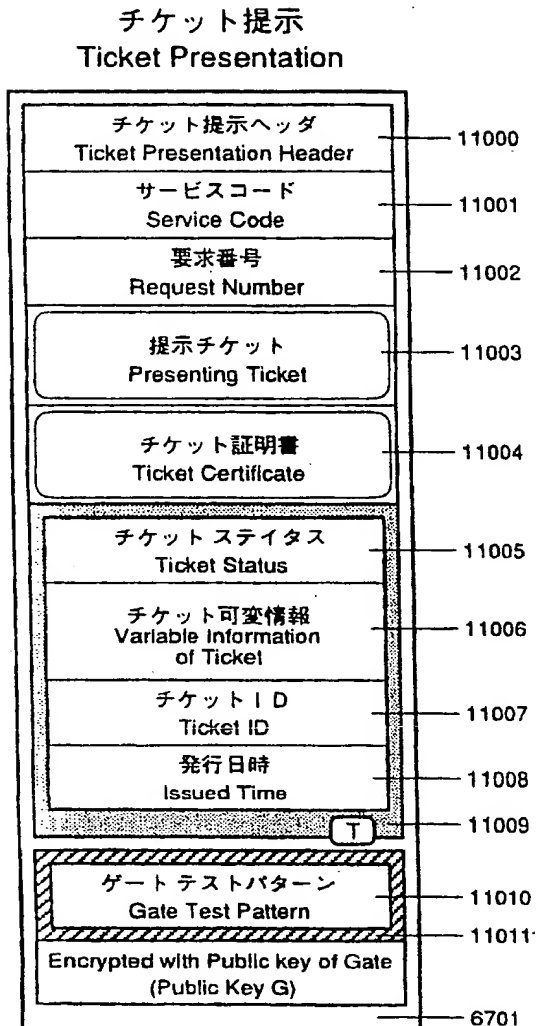 チケット提示
Ticket Presentation
チケット提示ヘッダ
Ticket Presentation Header
11000
サービスコード
Service Code
11001
要求番号
Request Number
11002
提示チケット
Presenting Ticket
11003
チケット証明書
Ticket Certificate
11004
チケット ステイタス
Ticket Status
11005
チケット可変情報
Variable Information
of Ticket
11006
チケットID
Ticket ID
11007
発行日時
Issued Time
11008
T
11009
ゲート テストパターン
Gate Test Pattern
11010
11011
Encrypted with Public key of Gate
(Public Key G)
6701